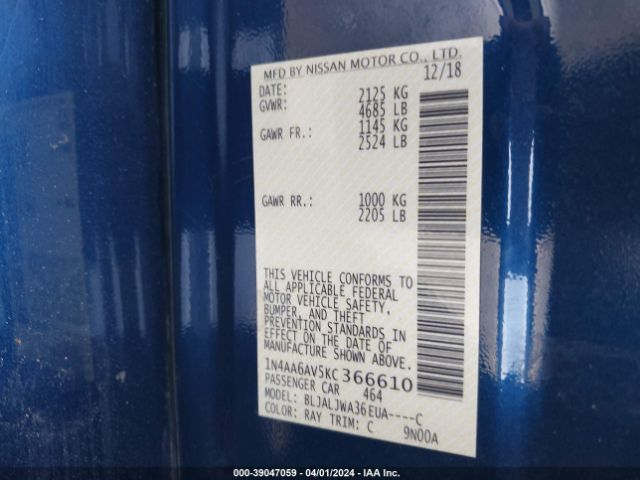 MFD BY NISSAN MOTOR CO., LTD.
DATE: 12/18
GVWR: 2125 KG
4685 LB
GAWR FR.: 1145 KG
2524 LB
GAWR RR.: 1000 KG
2205 LB
THIS VEHICLE CONFORMS TO
ALL APPLICABLE FEDERAL
MOTOR VEHICLE SAFETY,
BUMPER, AND THEFT
PREVENTION STANDARDS IN
EFFECT ON THE DATE OF
MANUFACTURE SHOWN ABOVE.
1N4AA6AV5KC366610
PASSENGER CAR 464
MODEL: BLJALJWA36EUA----C
COLOR: RAY TRIM: C 9N00A
000-39047059 - 04/01/2024 - IAA Inc.